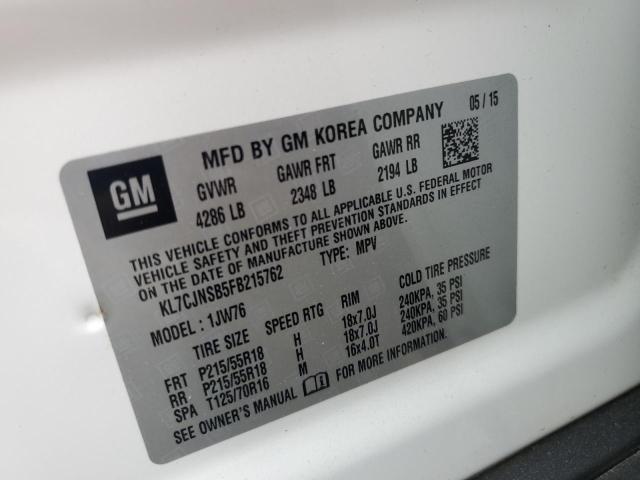 MFD BY GM KOREA COMPANY 05 / 15
GM
GVWR GAWR FRT GAWR RR
4286 LB 2348 LB 2194 LB
THIS VEHICLE CONFORMS TO ALL APPLICABLE U.S. FEDERAL MOTOR
VEHICLE SAFETY AND THEFT PREVENTION STANDARDS IN EFFECT
ON THE DATE OF MANUFACTURE SHOWN ABOVE.
KL7CJNSB5FB215762 TYPE: MPV
MODEL : 1JW76
TIRE SIZE SPEED RTG RIM COLD TIRE PRESSURE
FRT P215/55R18 H 18x7.0J 240KPA, 35 PSI
RR P215/55R18 H 18x7.0J 240KPA, 35 PSI
SPA T125/70R16 M 16x4.0T 420KPA, 60 PSI
SEE OWNER'S MANUAL FOR MORE INFORMATION.